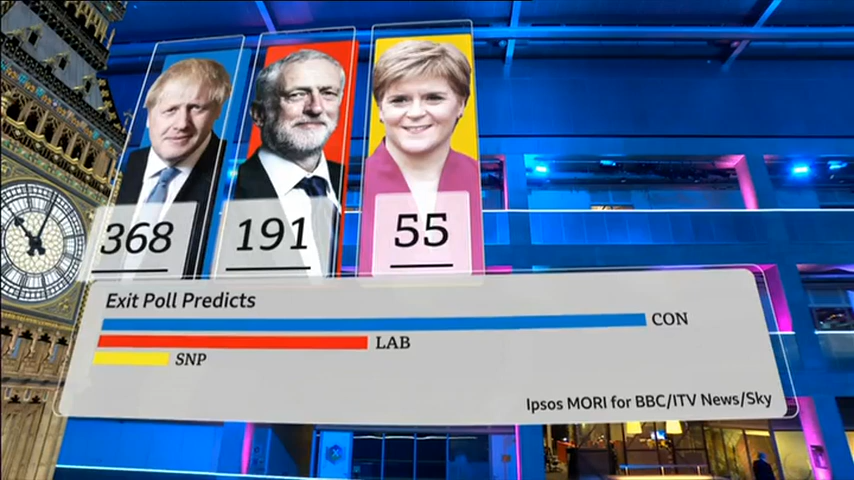 368
191
55
Exit Poll Predicts
CON
LAB
SNP
Ipsos MORI for BBC/ITV News/Sky